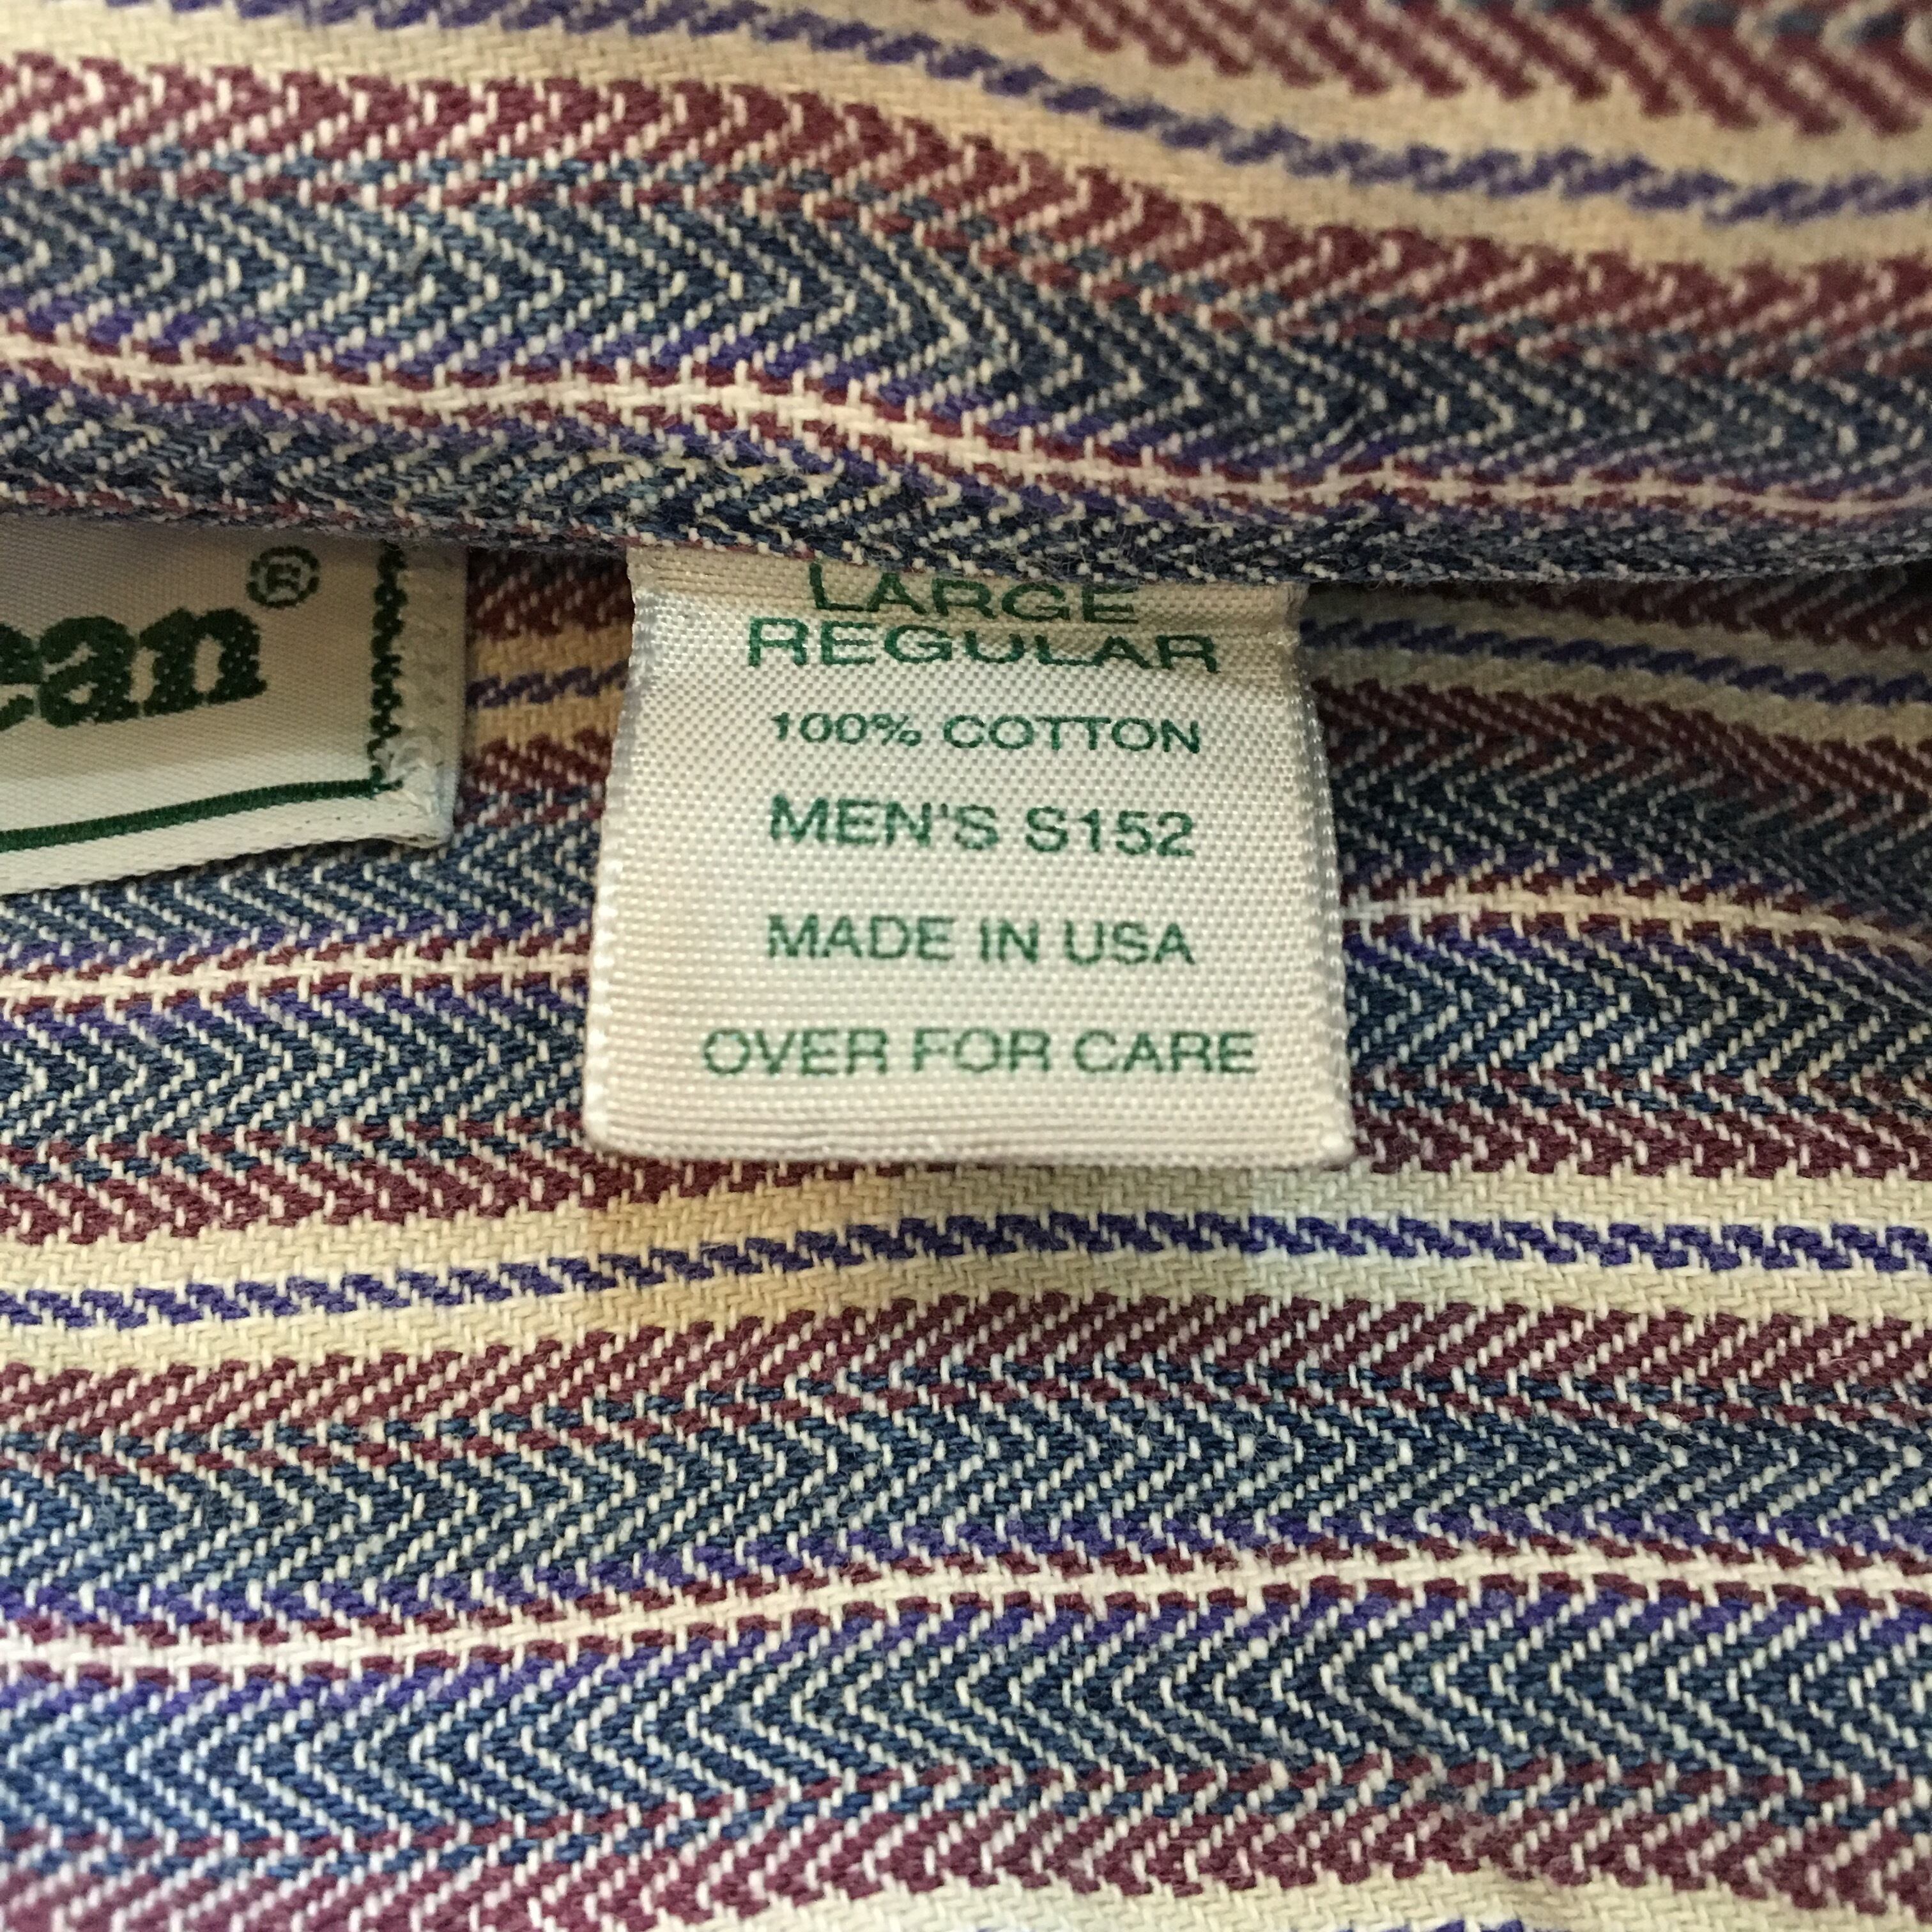 ean®
LARGE
REGULAR
100% COTTON
MEN'S S152
MADE IN USA
OVER FOR CARE